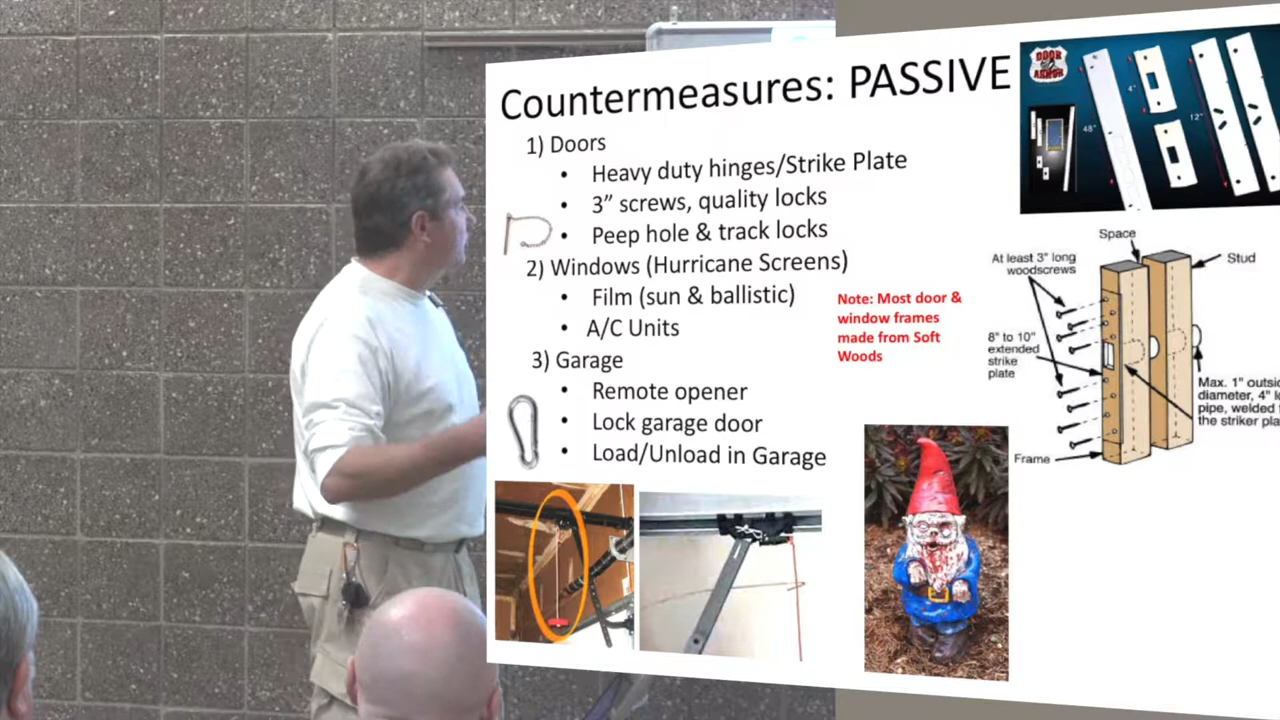 Countermeasures: PASSIVE
1) Doors
• Heavy duty hinges/Strike Plate
• 3” screws, quality locks
• Peep hole & track locks
2) Windows (Hurricane Screens)
• Film (sun & ballistic)
• A/C Units
3) Garage
• Remote opener
• Lock garage door
• Load/Unload in Garage
Note: Most door &
window frames
made from Soft
Woods
DOOR
ARMOR
48"
4"
12"
Space
Stud
At least 3" long
woodscrews
8" to 10"
extended
strike
plate
Frame
Max. 1" outsi
diameter, 4" l
pipe, welded
the striker pla